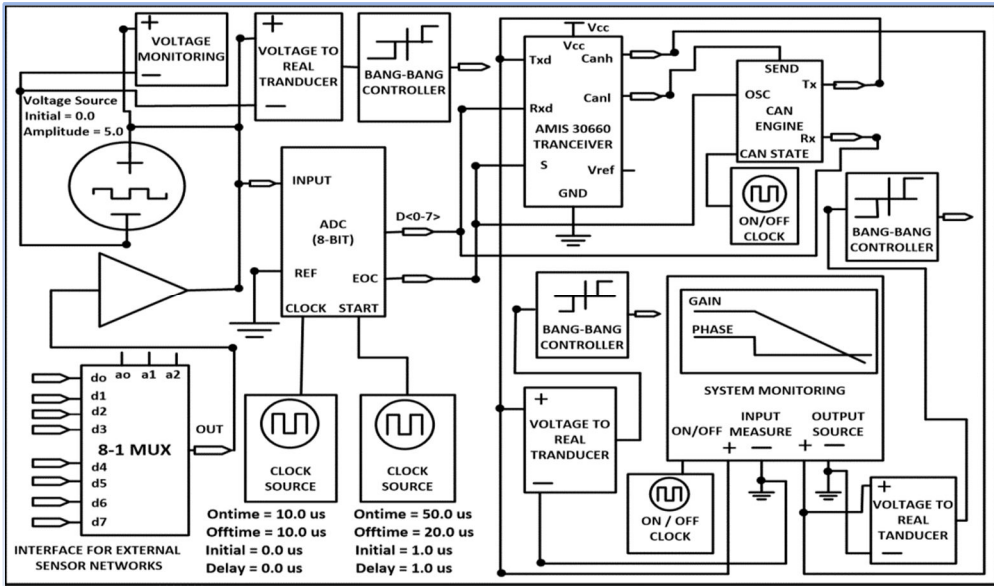 +
VOLTAGE
MONITORING
—
+
VOLTAGE TO
REAL
TRANDUCER
—
BANG-BANG
CONTROLLER
Voltage Source
Initial = 0.0
Amplitude = 5.0
+
—
INPUT
ADC
(8-BIT)
D<0-7>
REF
EOC
CLOCK
START
Vcc
Vcc
Txd
Canh
Rxd
Canl
AMIS 30660
TRANCEIVER
S
Vref
GND
SEND
Tx
OSC
CAN
ENGINE
Rx
CAN STATE
ON/OFF
CLOCK
BANG-BANG
CONTROLLER
BANG-BANG
CONTROLLER
GAIN
PHASE
SYSTEM MONITORING
ON/OFF
INPUT
MEASURE
+
—
OUTPUT
SOURCE
+
—
+
VOLTAGE TO
REAL
TRANDUCER
—
ON / OFF
CLOCK
+
VOLTAGE TO
REAL
TANDUCER
—
ao
a1
a2
do
d1
d2
d3
8-1 MUX
OUT
d4
d5
d6
d7
INTERFACE FOR EXTERNAL
SENSOR NETWORKS
CLOCK
SOURCE
Ontime = 10.0 us
Offtime = 10.0 us
Initial = 0.0 us
Delay = 0.0 us
CLOCK
SOURCE
Ontime = 50.0 us
Offtime = 20.0 us
Initial = 1.0 us
Delay = 1.0 us